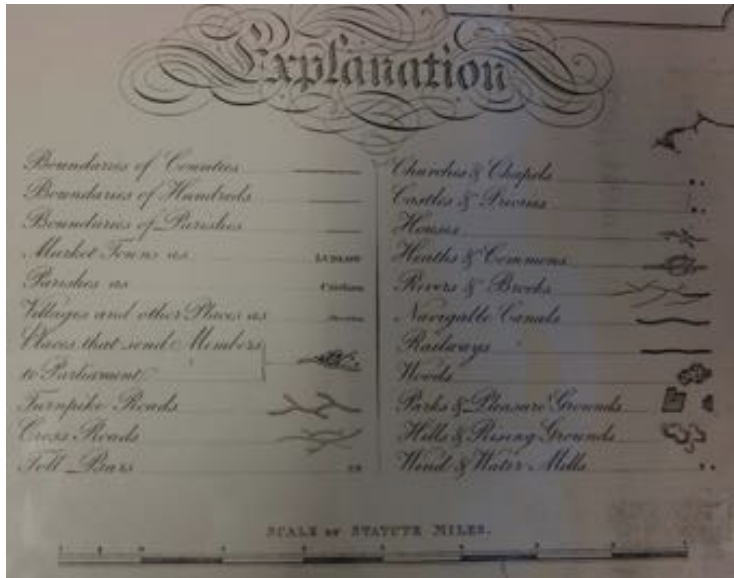 Explanation
Boundaries of Counties
Boundaries of Hundreds
Boundaries of Parishes
Market Towns as LUDLOW
Parishes as
Villages and other Places as
Places that send Members
to Parliament
Turnpike Roads
Cross Roads
Toll Bars
Churches & Chapels
Castles & Priories
Houses
Heaths & Commons
Rivers & Brooks
Navigable Canals
Railways
Woods
Parks & Pleasure Grounds
Hills & Rising Grounds
Wind & Water Mills
SCALE OF STATUTE MILES.